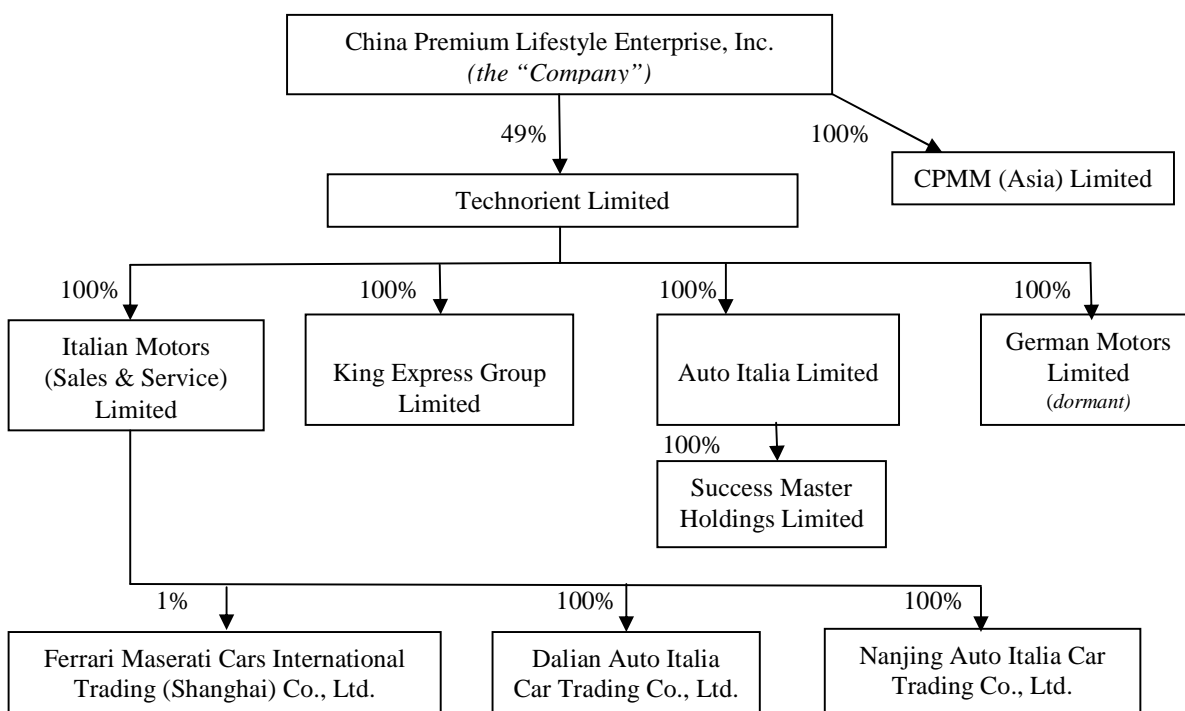 China Premium Lifestyle Enterprise, Inc.
(the “Company”)
49%
100%
CPMM (Asia) Limited
Technorient Limited
100%
100%
100%
100%
Italian Motors
(Sales & Service)
Limited
King Express Group
Limited
Auto Italia Limited
German Motors
Limited
(dormant)
100%
Success Master
Holdings Limited
1%
100%
100%
Ferrari Maserati Cars International
Trading (Shanghai) Co., Ltd.
Dalian Auto Italia
Car Trading Co., Ltd.
Nanjing Auto Italia Car
Trading Co., Ltd.